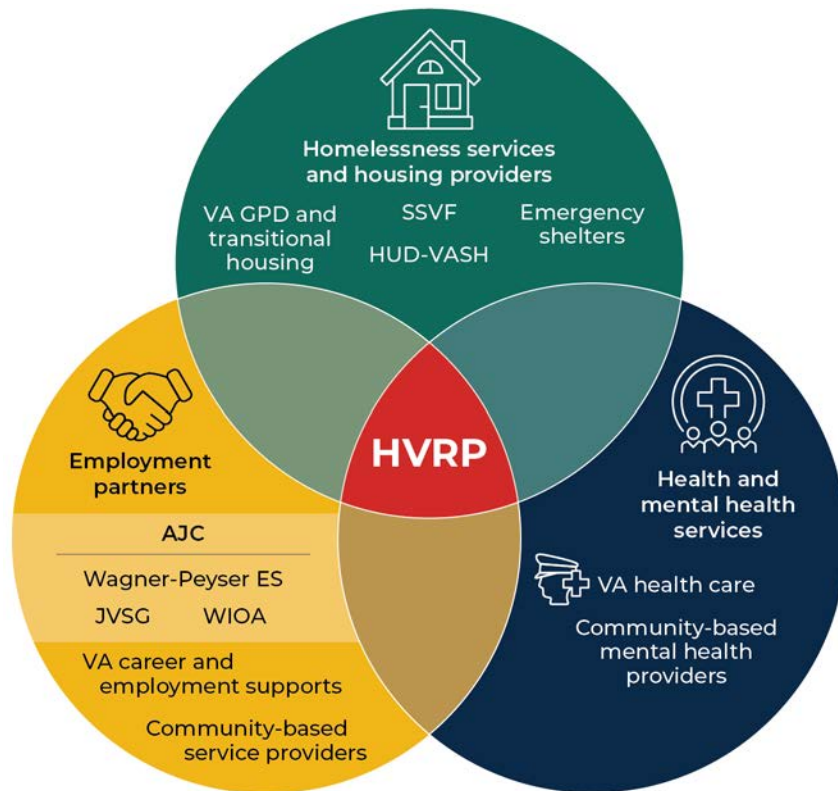 Homelessness services
and housing providers
VA GPD and
transitional
housing
SSVF
HUD-VASH
Emergency
shelters
HVRP
Employment
partners
AJC
Wagner-Peyser ES
JVSG WIOA
VA career and
employment supports
Community-based
service providers
Health and
mental health
services
VA health care
Community-based
mental health
providers